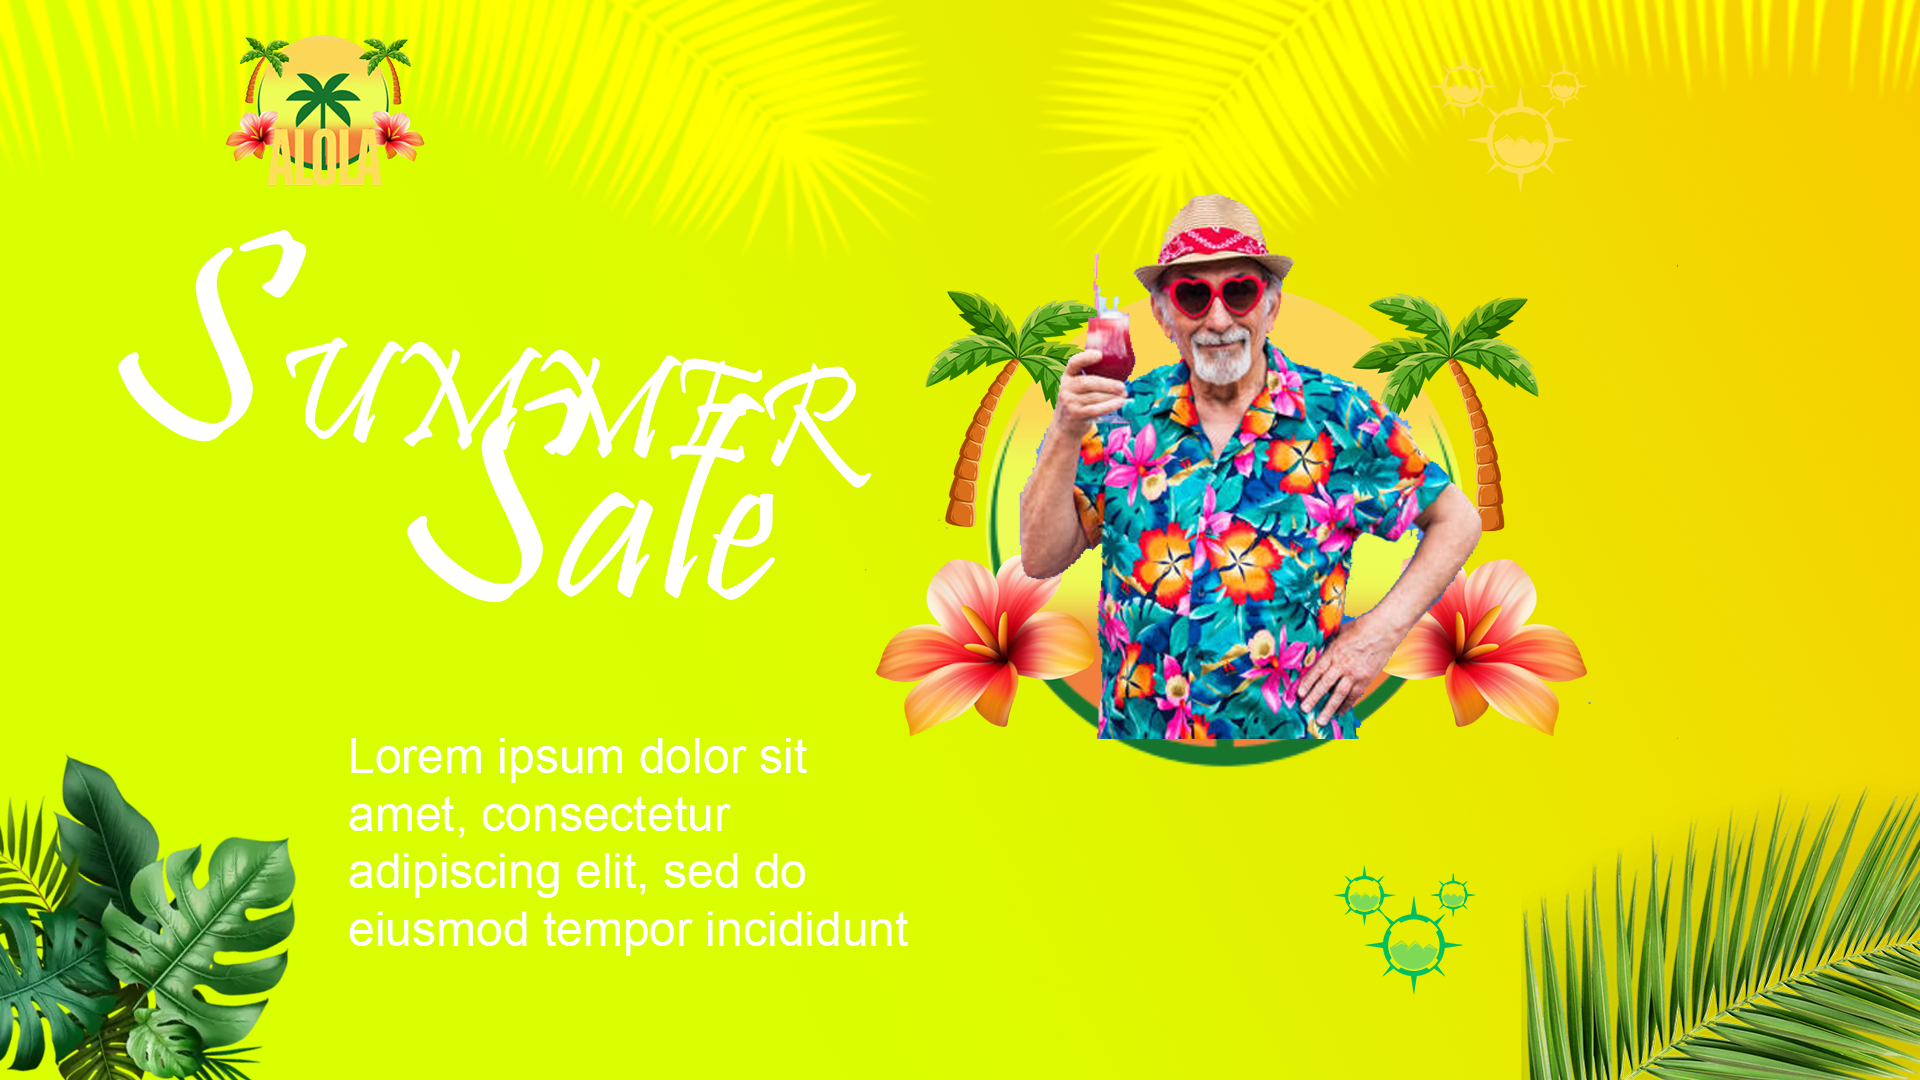 ALOLA
SUMMER
Sale
Lorem ipsum dolor sit
amet, consectetur
adipiscing elit, sed do
eiusmod tempor incididunt